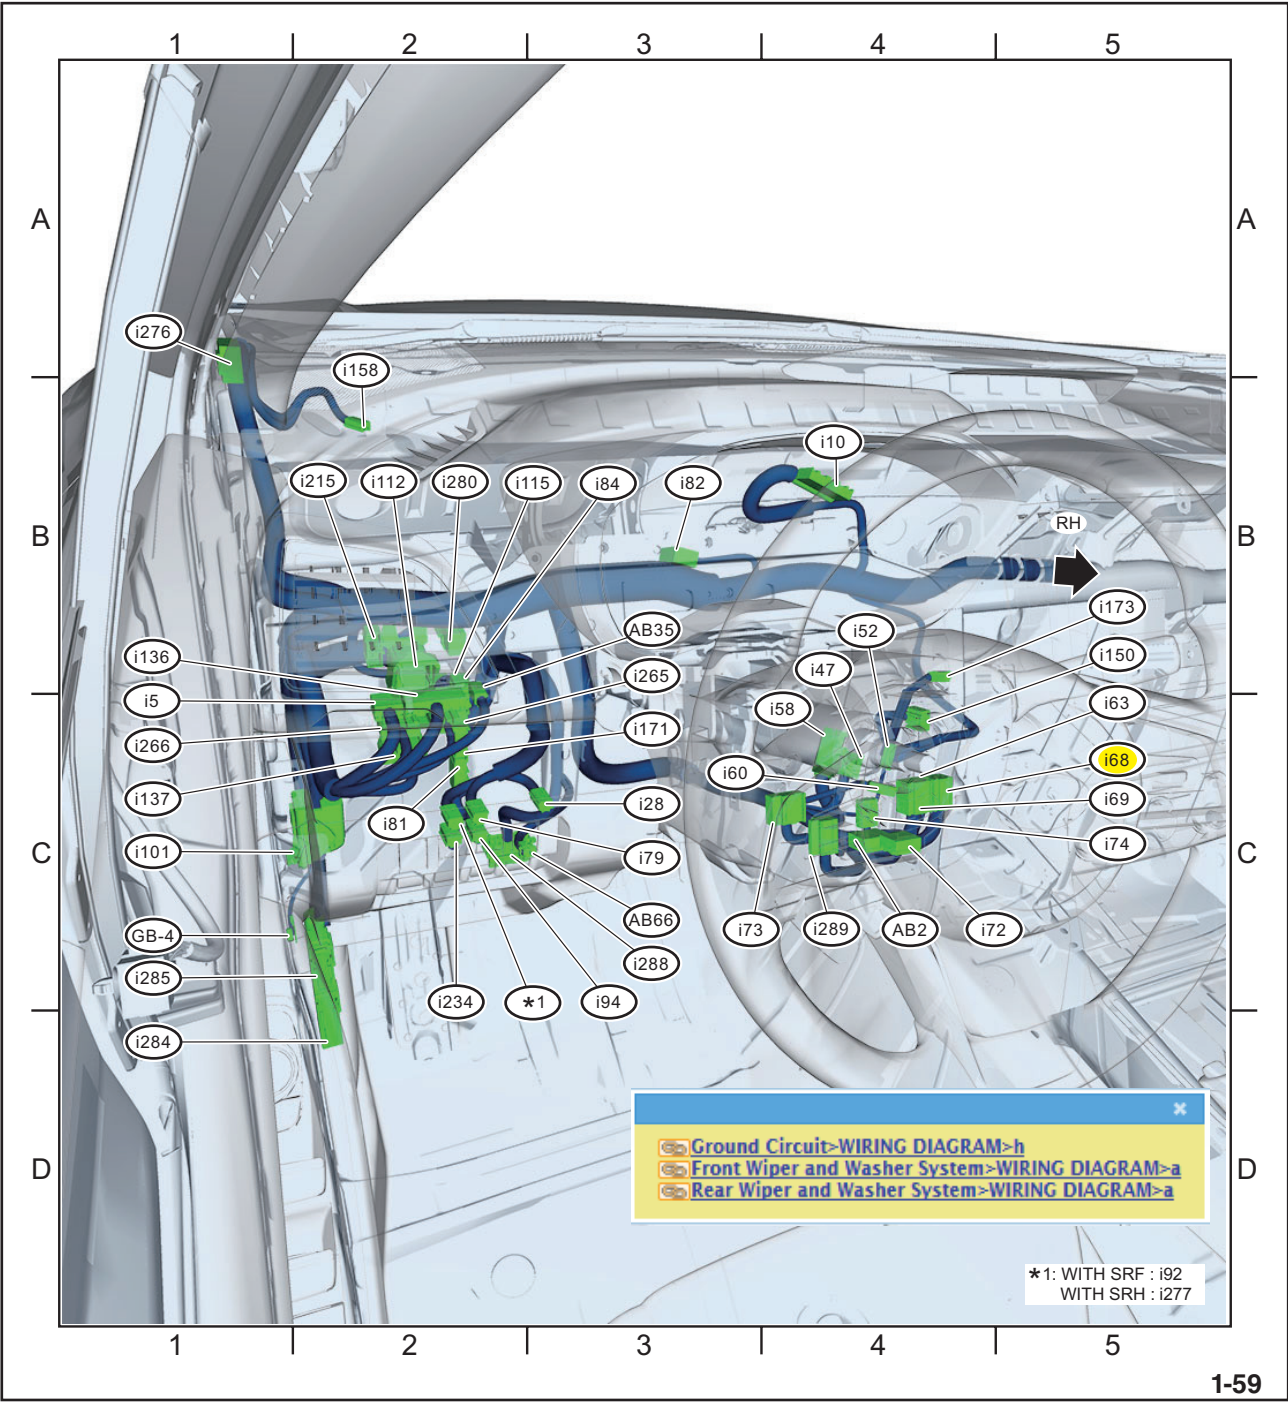 1 2 3 4 5
A A
i276
i158
i10
i215 i112 i280 i115 i84 i82
RH
B B
i173
AB35 i52
i136 i150
i47
i265
i5 i63
i58
i171
i266 i68
i60
i137 i69
i28
i81
i74
i101 C i79 C
AB66
i73 i289 AB2 i72
GB-4
i288
i285
i234 *1 i94
i284
Ground Circuit>WIRING DIAGRAM>h
Front Wiper and Washer System>WIRING DIAGRAM>a
D D
Rear Wiper and Washer System>WIRING DIAGRAM>a
*1: WITH SRF : i92
WITH SRH : i277
1 2 3 4 5
1-59